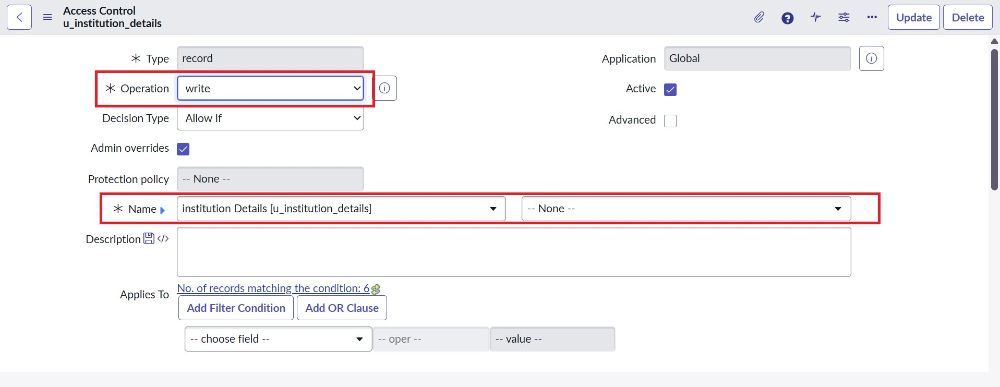 Access Control
u_institution_details
Update
Delete
Type
record
Application
Global
Operation
write
Active
Decision Type
Allow If
Advanced
Admin overrides
Protection policy
-- None --
Name
institution Details [u_institution_details]
-- None --
Description
Applies To
No. of records matching the condition: 6
Add Filter Condition
Add OR Clause
-- choose field --
-- oper --
-- value --